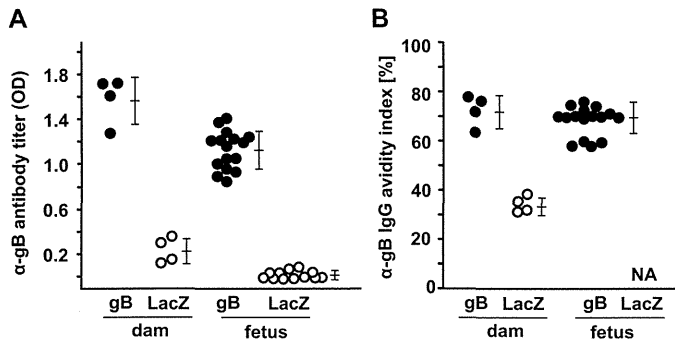 A
α-gB antibody titer (OD)
1.8
1.4
1.0
0.6
0.2
gB LacZ gB LacZ
dam fetus
B
α-gB IgG avidity index [%]
100
80
60
40
20
0
NA
gB LacZ gB LacZ
dam fetus